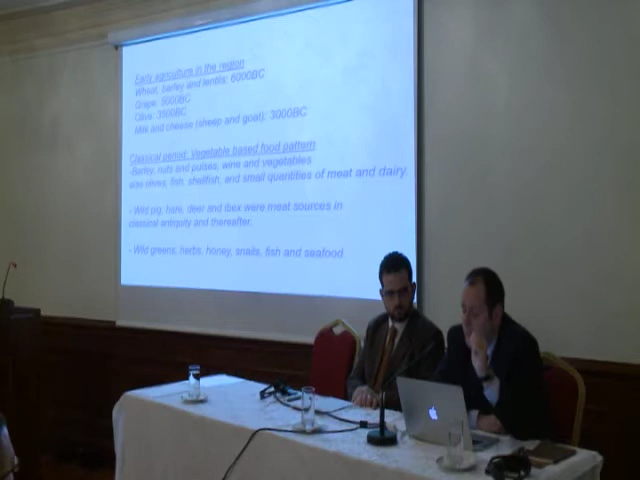 Early agriculture in the region
Wheat, barley and lentils: 6000BC
Grape: 5000BC
Olive: 3500BC
Milk and cheese (sheep and goat): 3000BC
Classical period: Vegetable based food pattern
-Barley, nuts and pulses, wine and vegetables
also olives, fish, shellfish, and small quantities of meat and dairy.
- Wild pig, hare, deer and ibex were meat sources in
classical antiquity and thereafter.
- Wild greens, herbs, honey, snails, fish and seafood.